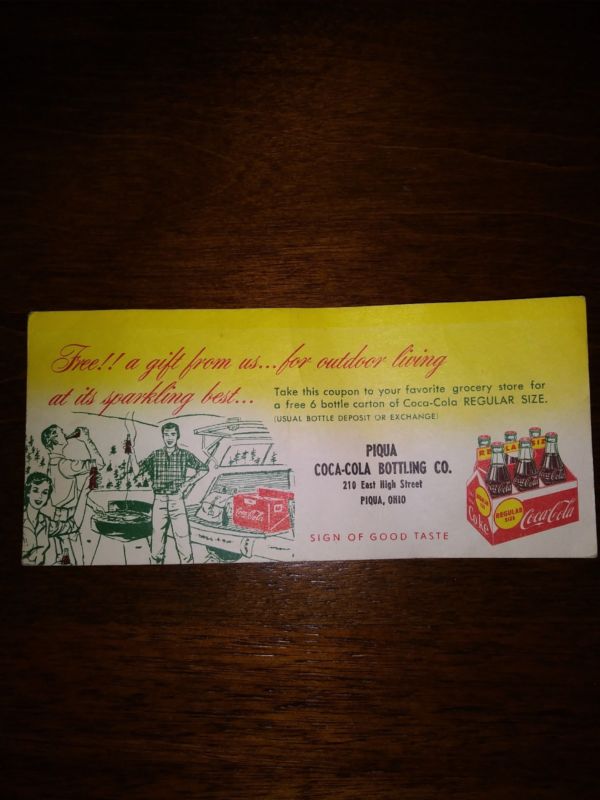 Free!! a gift from us...for outdoor living
at its sparkling best...
Take this coupon to your favorite grocery store for
a free 6 bottle carton of Coca-Cola REGULAR SIZE.
(USUAL BOTTLE DEPOSIT OR EXCHANGE)
PIQUA
COCA-COLA BOTTLING CO.
210 East High Street
PIQUA, OHIO
SIGN OF GOOD TASTE
Coca-Cola
REGULAR
SIZE
Coke
REGULAR
SIZE
Coca-Cola